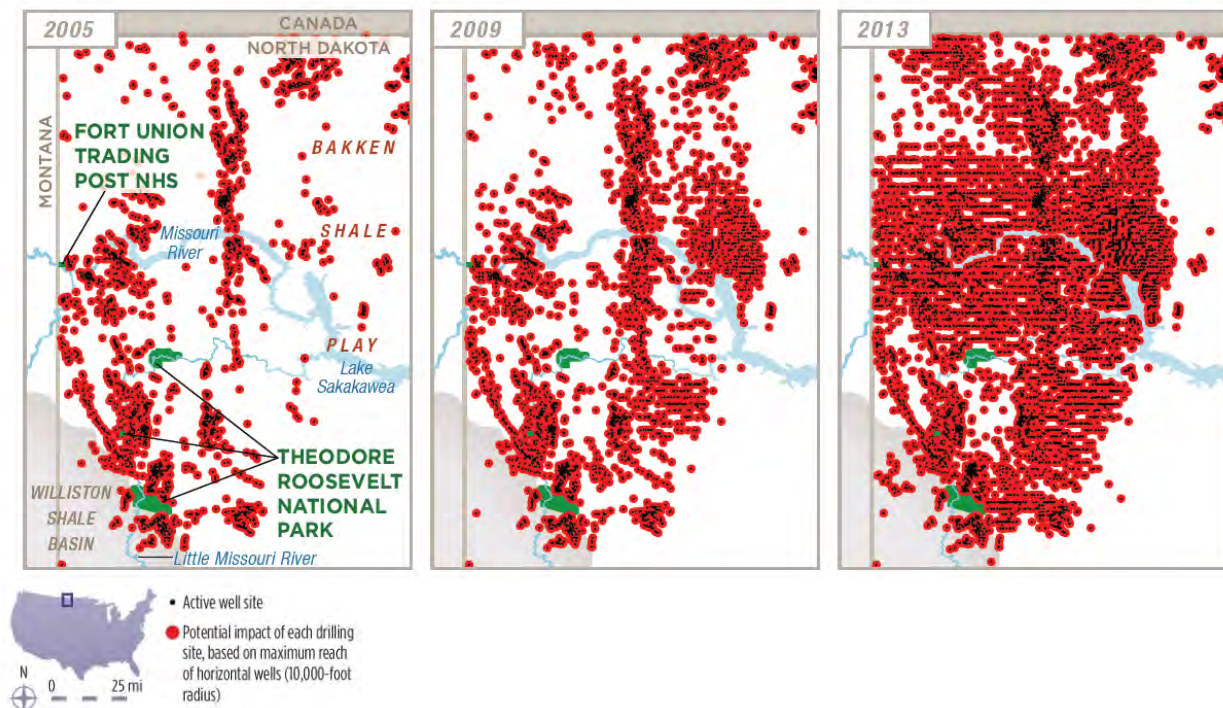 2005
CANADA
NORTH DAKOTA
MONTANA
FORT UNION
TRADING
POST NHS
BAKKEN
SHALE
PLAY
Missouri
River
Lake
Sakakawea
THEODORE
ROOSEVELT
NATIONAL
PARK
WILLISTON
SHALE
BASIN
Little Missouri River
2009
2013
• Active well site
Potential impact of each drilling
site, based on maximum reach
of horizontal wells (10,000-foot
radius)
N
0 25 mi